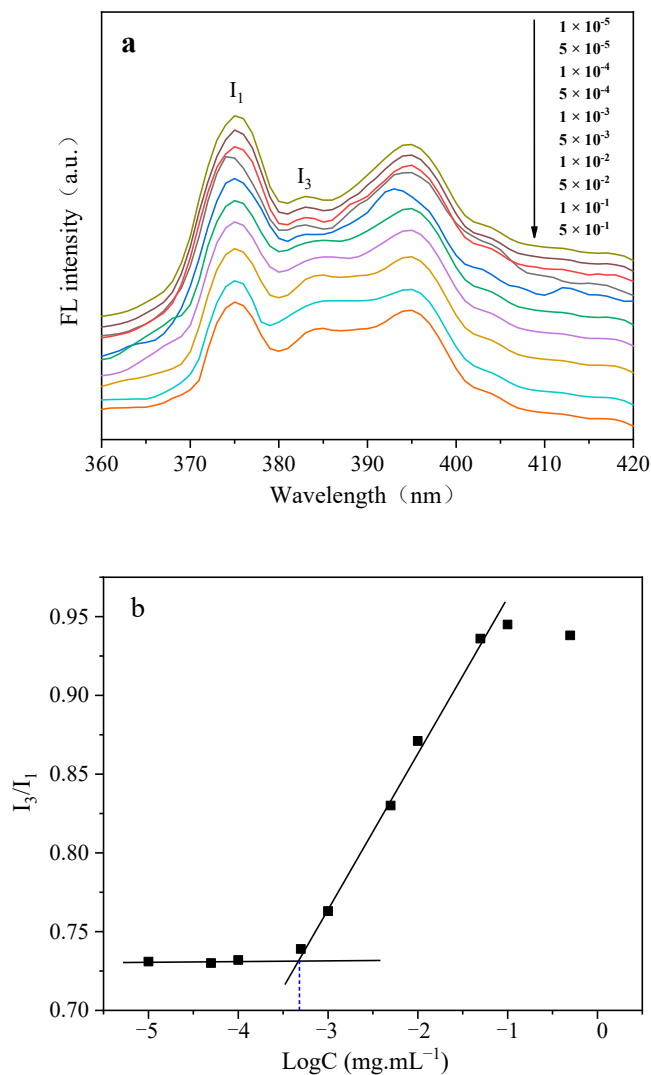 a
I₁
I₃
1 × 10⁻⁵
5 × 10⁻⁵
1 × 10⁻⁴
5 × 10⁻⁴
1 × 10⁻³
5 × 10⁻³
1 × 10⁻²
5 × 10⁻²
1 × 10⁻¹
5 × 10⁻¹
FL intensity（a.u.）
360 370 380 390 400 410 420
Wavelength（nm）
b
0.95
0.90
0.85
0.80
0.75
0.70
I₃/I₁
−5 −4 −3 −2 −1 0
LogC (mg.mL⁻¹)